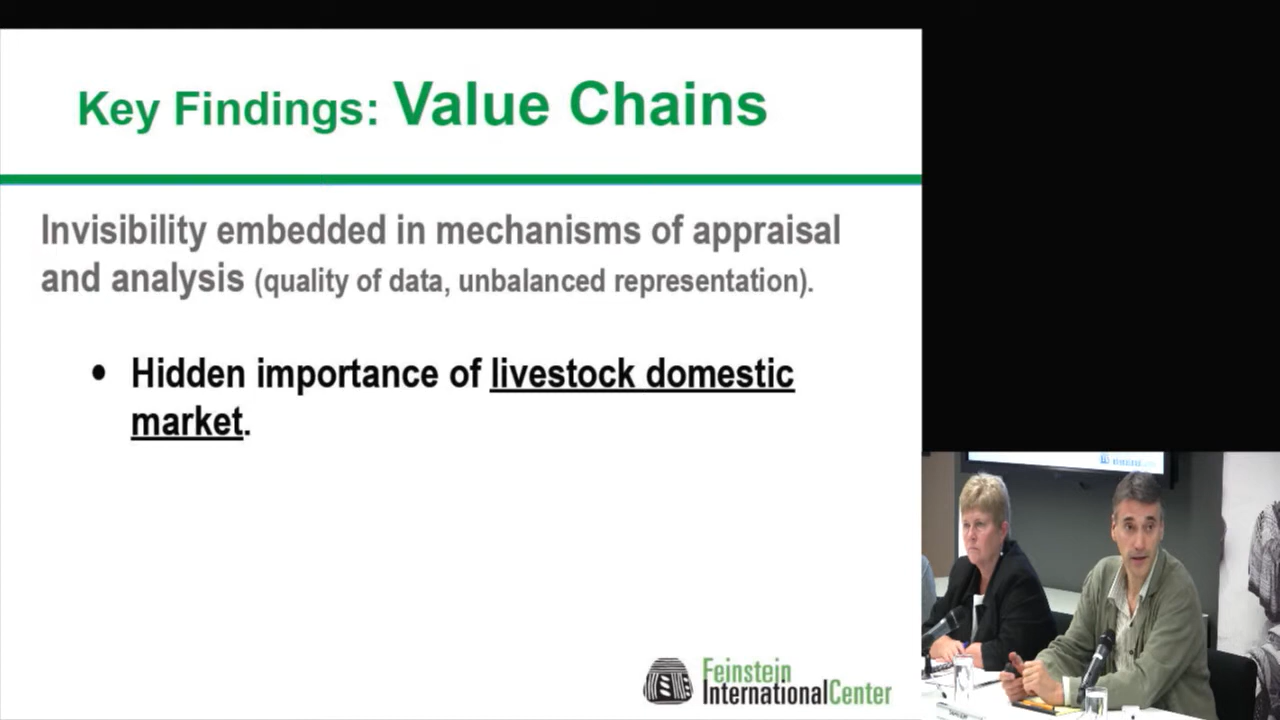 Key Findings: Value Chains
Invisibility embedded in mechanisms of appraisal
and analysis (quality of data, unbalanced representation).
• Hidden importance of livestock domestic
market.
Feinstein
InternationalCenter